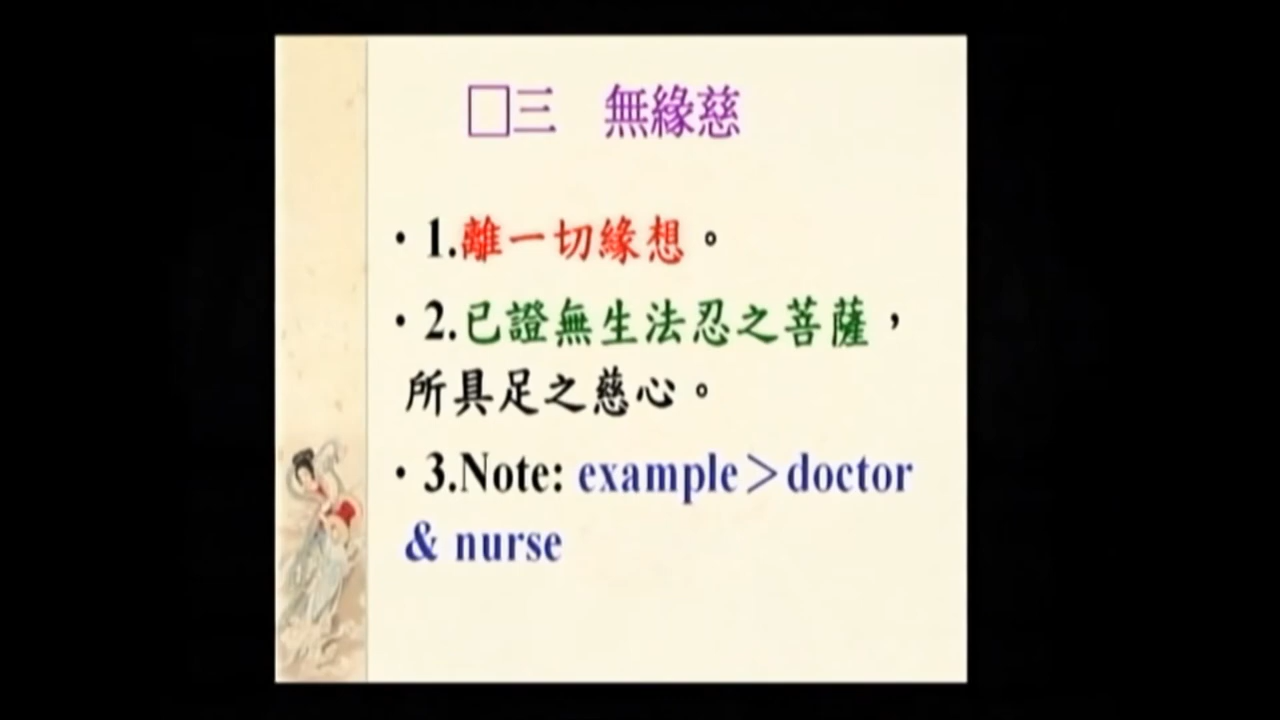 □三　無緣慈
・1.離一切緣想。
・2.已證無生法忍之菩薩，
所具足之慈心。
・3.Note: example＞doctor
& nurse